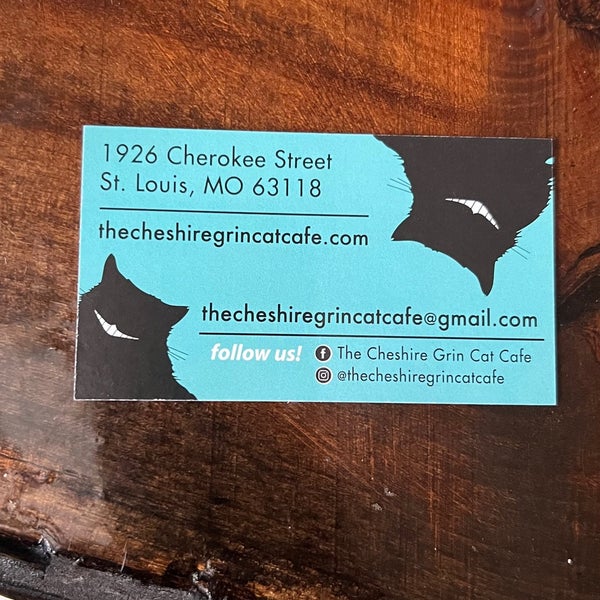 1926 Cherokee Street
St. Louis, MO 63118
thecheshiregrincatcafe.com
thecheshiregrincatcafe@gmail.com
follow us! The Cheshire Grin Cat Cafe
@thecheshiregrincatcafe